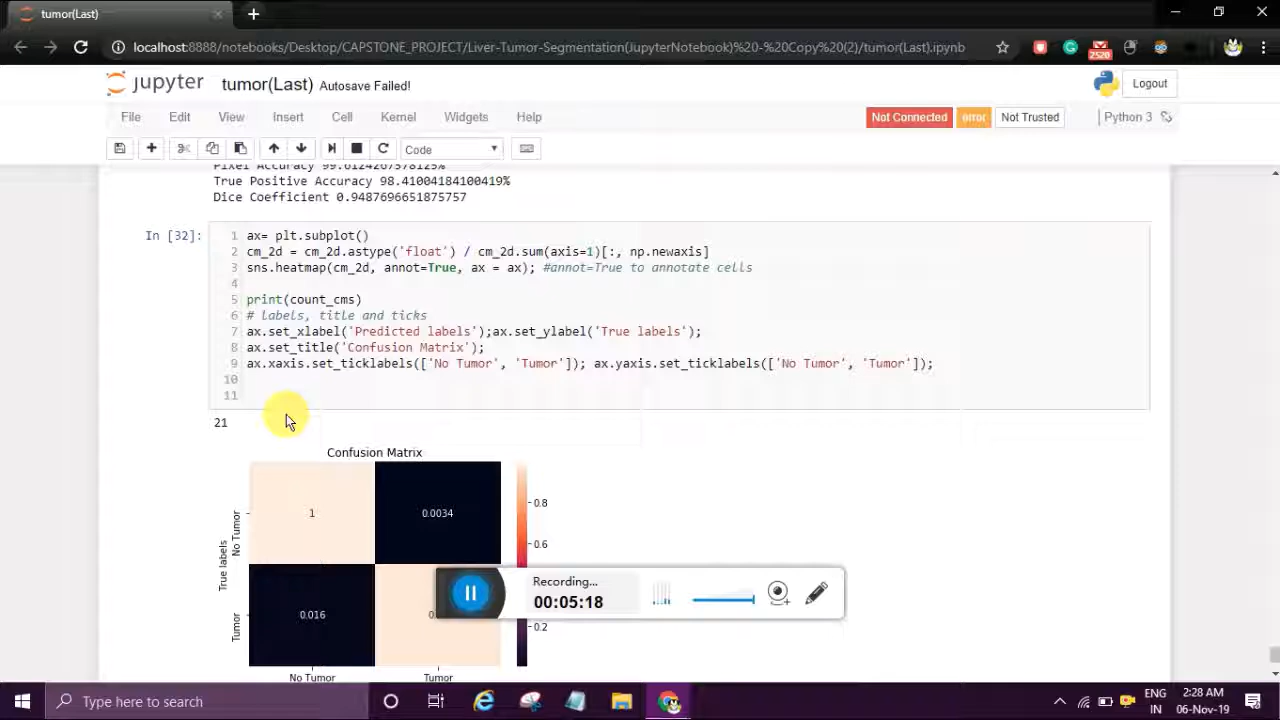 tumor(Last)
localhost:8888/notebooks/Desktop/CAPSTONE_PROJECT/Liver-Tumor-Segmentation(JupyterNotebook)%20-%20Copy%20(2)/tumor(Last).ipynb
2520
jupyter tumor(Last) Autosave Failed!
Logout
File Edit View Insert Cell Kernel Widgets Help
Not Connected error Not Trusted Python 3
Code
Pixel Accuracy 99.6124267578125%
True Positive Accuracy 98.41004184100419%
Dice Coefficient 0.9487696651875757
In [32]:
1 ax= plt.subplot()
2 cm_2d = cm_2d.astype('float') / cm_2d.sum(axis=1)[:, np.newaxis]
3 sns.heatmap(cm_2d, annot=True, ax = ax); #annot=True to annotate cells
4
5 print(count_cms)
6 # labels, title and ticks
7 ax.set_xlabel('Predicted labels');ax.set_ylabel('True labels');
8 ax.set_title('Confusion Matrix');
9 ax.xaxis.set_ticklabels(['No Tumor', 'Tumor']); ax.yaxis.set_ticklabels(['No Tumor', 'Tumor']);
10
11
21
Confusion Matrix
True labels
No Tumor
Tumor
1
0.0034
0.016
0.8
0.6
0.2
No Tumor
Tumor
Recording...
00:05:18
Type here to search
ENG
IN
2:28 AM
06-Nov-19